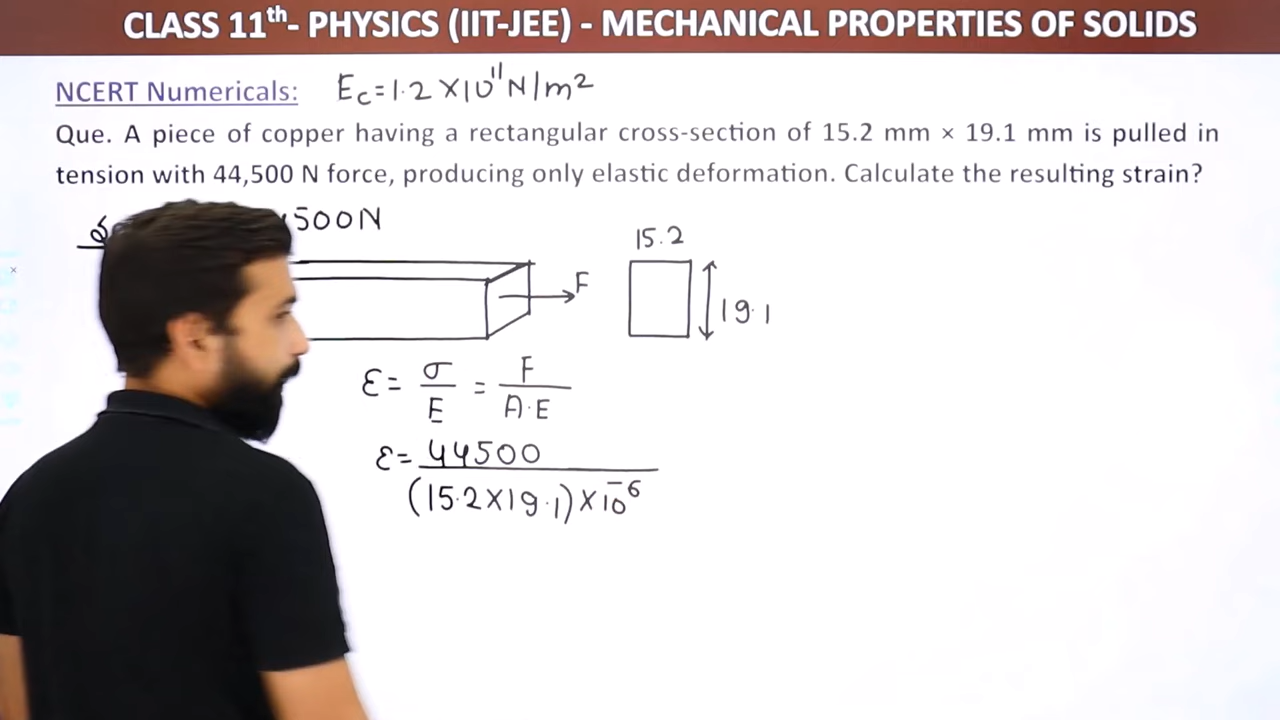 CLASS 11th- PHYSICS (IIT-JEE) - MECHANICAL PROPERTIES OF SOLIDS
NCERT Numericals: Ec=1.2×10¹¹N/m²
Que. A piece of copper having a rectangular cross-section of 15.2 mm × 19.1 mm is pulled in
tension with 44,500 N force, producing only elastic deformation. Calculate the resulting strain?
500N
15.2
F
19.1
ε = σ/E = F/A·E
ε = 44500
(15.2×19.1)×10⁻⁶